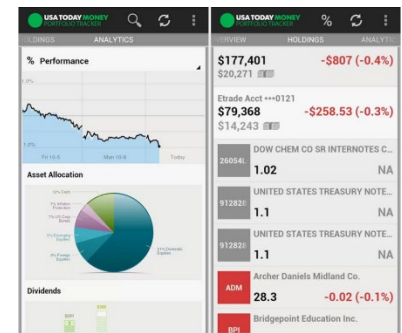 USA TODAY MONEY
PORTFOLIO TRACKER
OLDINGS
ANALYTICS
% Performance
Fri 10-5
Mon 10-8
Today
Asset Allocation
Dividends
USA TODAY MONEY
PORTFOLIO TRACKER
%
VERVIEW
HOLDINGS
ANALYTI
$177,401
-$807 (-0.4%)
$20,271
Etrade Acct ***0121
$79,368
-$258.53 (-0.3%)
$14,243
DOW CHEM CO SR INTERNOTES C...
26054L
1.02
NA
UNITED STATES TREASURY NOTE...
91282
1.1
NA
UNITED STATES TREASURY NOTE...
91282
1.1
NA
Archer Daniels Midland Co.
ADM
28.3
-0.02 (-0.1%)
Bridgepoint Education Inc.
BPI